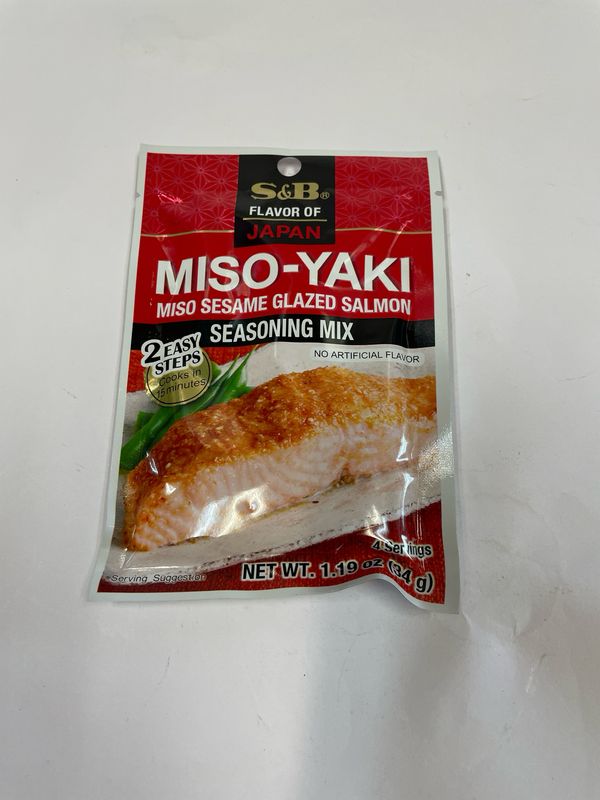 S&B®
FLAVOR OF
JAPAN
MISO-YAKI
MISO SESAME GLAZED SALMON
SEASONING MIX
2 EASY
STEPS
Cooks in
15 minutes
NO ARTIFICIAL FLAVOR
4 Servings
Serving Suggestion
NET WT. 1.19 oz (34 g)